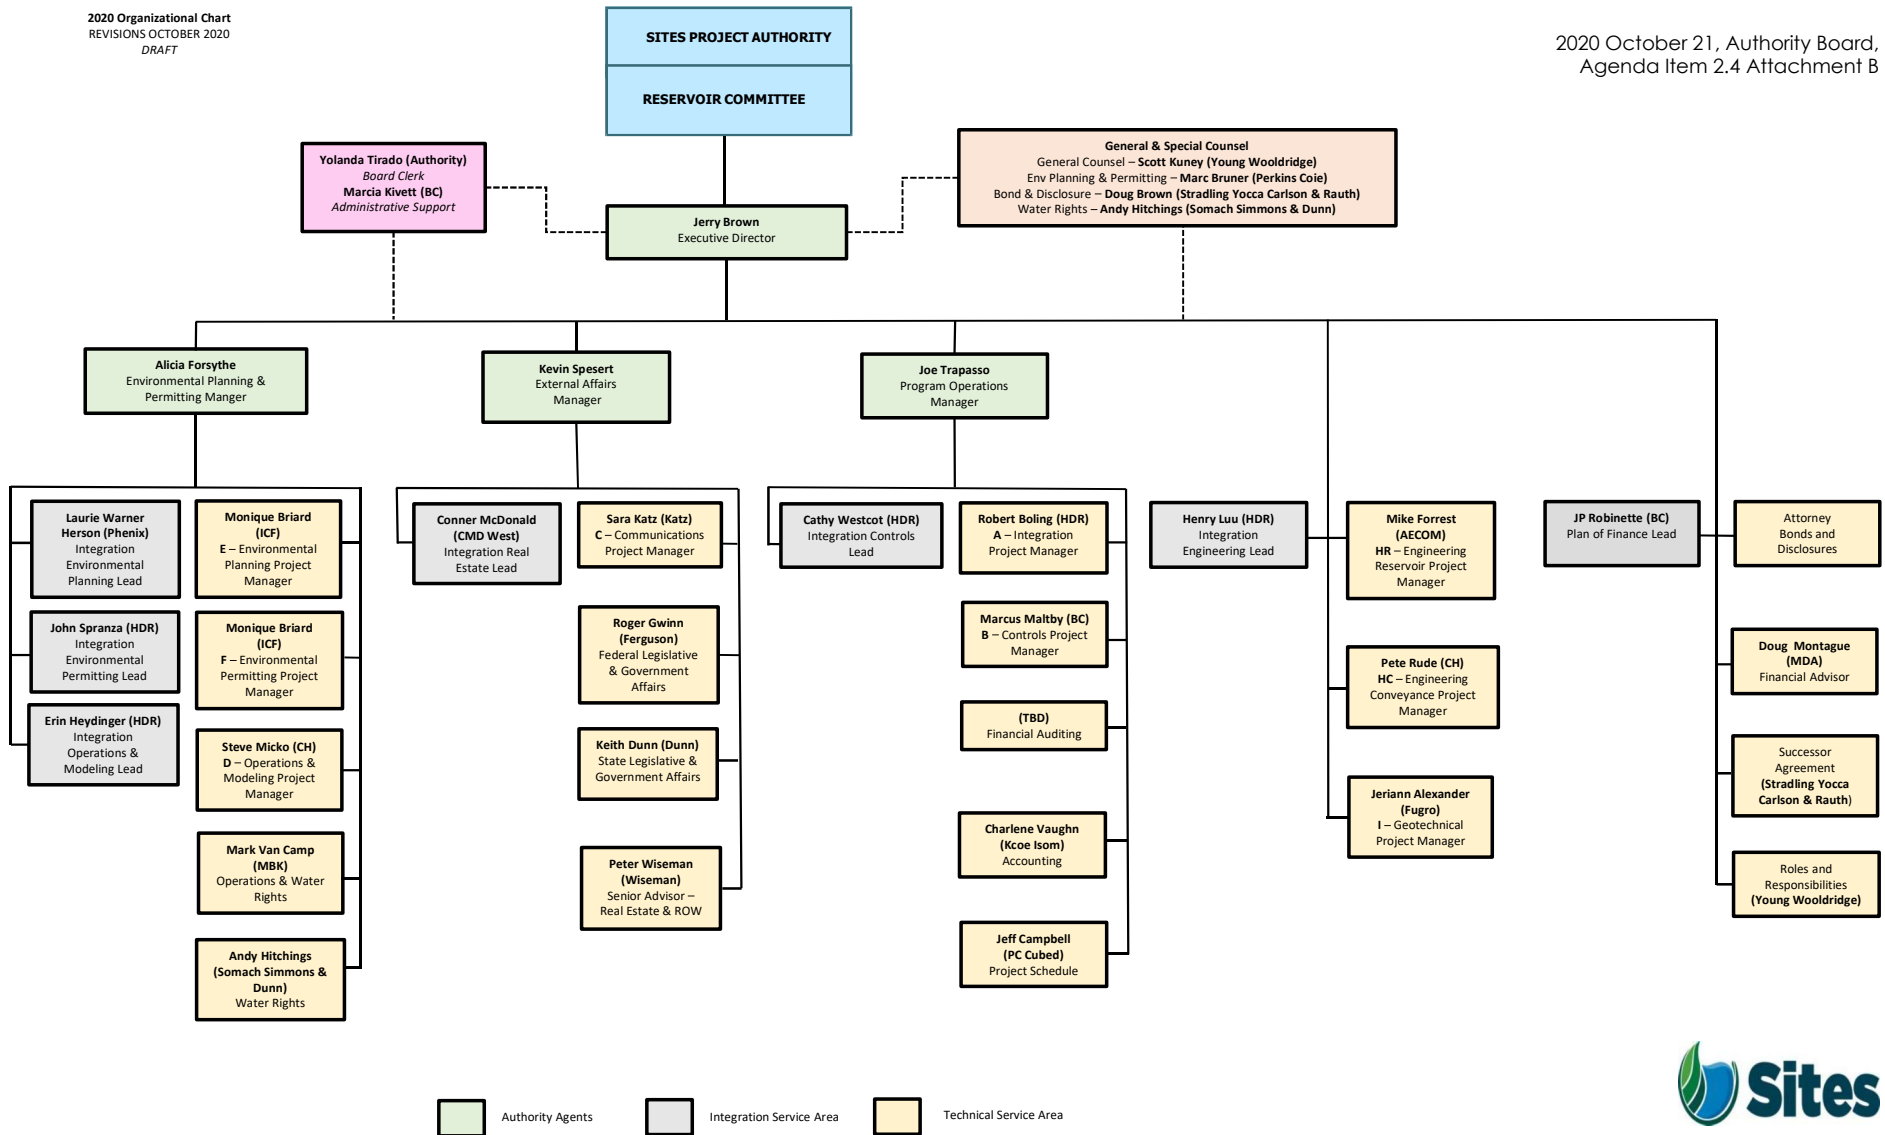 2020 Organizational Chart
REVISIONS OCTOBER 2020
DRAFT
2020 October 21, Authority Board,
Agenda Item 2.4 Attachment B
SITES PROJECT AUTHORITY
RESERVOIR COMMITTEE
Yolanda Tirado (Authority)
Board Clerk
Marcia Kivett (BC)
Administrative Support
General & Special Counsel
General Counsel – Scott Kuney (Young Wooldridge)
Env Planning & Permitting – Marc Bruner (Perkins Coie)
Bond & Disclosure – Doug Brown (Stradling Yocca Carlson & Rauth)
Water Rights – Andy Hitchings (Somach Simmons & Dunn)
Jerry Brown
Executive Director
Alicia Forsythe
Environmental Planning &
Permitting Manger
Kevin Spesert
External Affairs
Manager
Joe Trapasso
Program Operations
Manager
Laurie Warner
Herson (Phenix)
Integration
Environmental
Planning Lead
John Spranza (HDR)
Integration
Environmental
Permitting Lead
Erin Heydinger (HDR)
Integration
Operations &
Modeling Lead
Monique Briard
(ICF)
E – Environmental
Planning Project
Manager
Monique Briard
(ICF)
F – Environmental
Permitting Project
Manager
Steve Micko (CH)
D – Operations &
Modeling Project
Manager
Mark Van Camp
(MBK)
Operations & Water
Rights
Andy Hitchings
(Somach Simmons &
Dunn)
Water Rights
Conner McDonald
(CMD West)
Integration Real
Estate Lead
Sara Katz (Katz)
C – Communications
Project Manager
Roger Gwinn
(Ferguson)
Federal Legislative
& Government
Affairs
Keith Dunn (Dunn)
State Legislative &
Government Affairs
Peter Wiseman
(Wiseman)
Senior Advisor –
Real Estate & ROW
Cathy Westcot (HDR)
Integration Controls
Lead
Robert Boling (HDR)
A – Integration
Project Manager
Marcus Maltby (BC)
B – Controls Project
Manager
(TBD)
Financial Auditing
Charlene Vaughn
(Kcoe Isom)
Accounting
Jeff Campbell
(PC Cubed)
Project Schedule
Henry Luu (HDR)
Integration
Engineering Lead
Mike Forrest
(AECOM)
HR – Engineering
Reservoir Project
Manager
Pete Rude (CH)
HC – Engineering
Conveyance Project
Manager
Jeriann Alexander
(Fugro)
I – Geotechnical
Project Manager
JP Robinette (BC)
Plan of Finance Lead
Attorney
Bonds and
Disclosures
Doug Montague
(MDA)
Financial Advisor
Successor
Agreement
(Stradling Yocca
Carlson & Rauth)
Roles and
Responsibilities
(Young Wooldridge)
Authority Agents
Integration Service Area
Technical Service Area
Sites